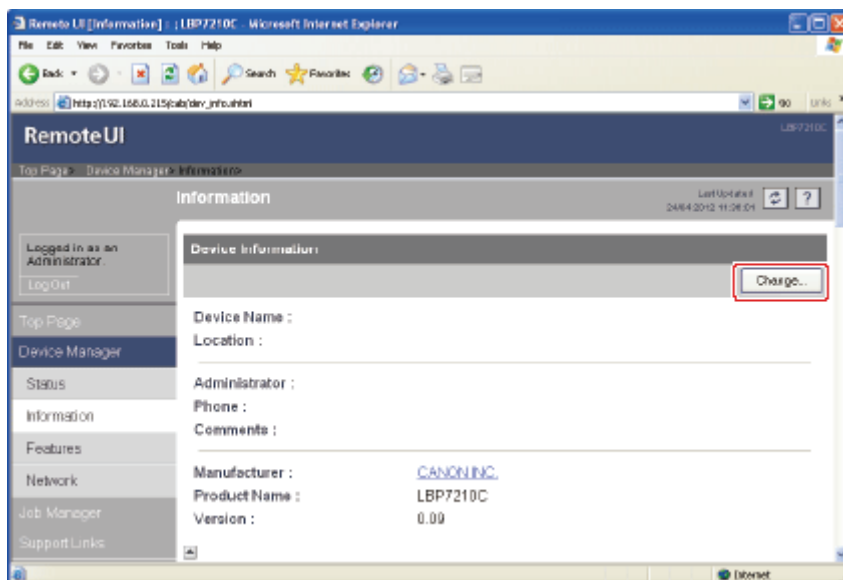 Remote UI [Information] : ; LBP7210C - Microsoft Internet Explorer
File Edit View Favorites Tools Help
Back Search Favorites
Address http://192.168.0.215/cab/dev_info.shtml Go Links
RemoteUI
LBP7210C
Top Page> Device Manager> Information>
Information
Last Updated
24/04/2012 11:06:01
Logged in as an
Administrator.
Log Out
Device Information
Change...
Top Page
Device Manager
Status
Information
Features
Network
Job Manager
Support Links
Device Name :
Location :
Administrator :
Phone :
Comments :
Manufacturer : CANON INC.
Product Name : LBP7210C
Version : 0.09
Internet